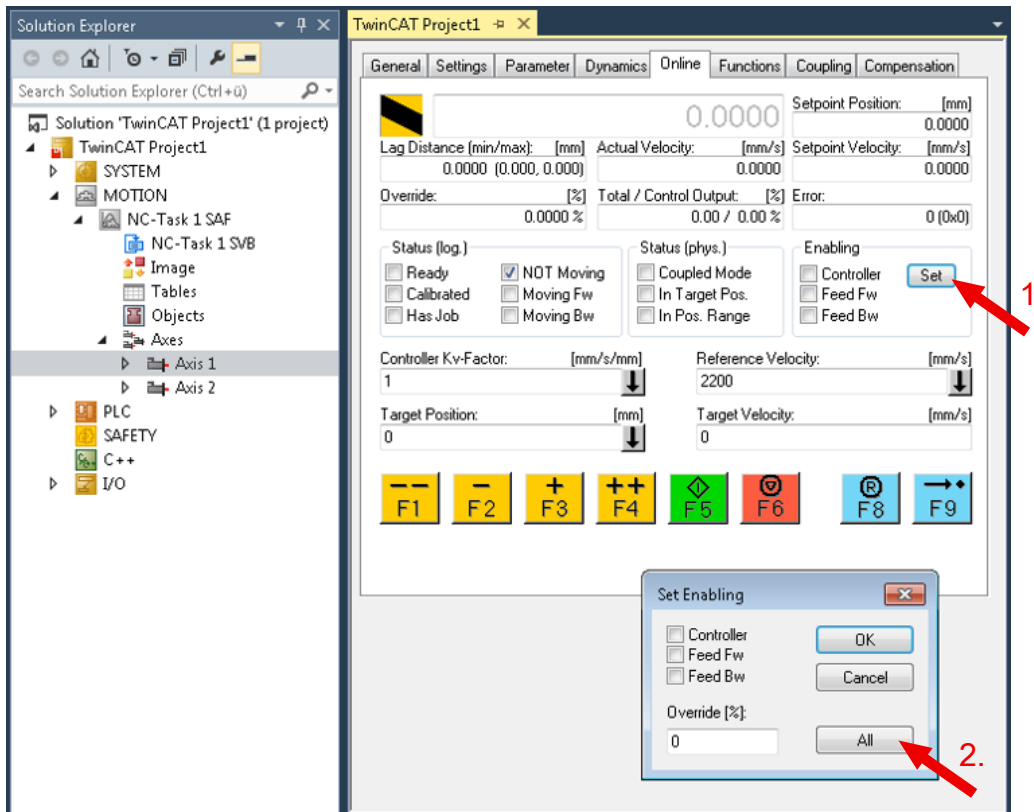 Solution Explorer
Search Solution Explorer (Ctrl+ü)
Solution 'TwinCAT Project1' (1 project)
TwinCAT Project1
SYSTEM
MOTION
NC-Task 1 SAF
NC-Task 1 SVB
Image
Tables
Objects
Axes
Axis 1
Axis 2
PLC
SAFETY
C++
I/O
TwinCAT Project1
General Settings Parameter Dynamics Online Functions Coupling Compensation
0.0000
Setpoint Position: [mm]
0.0000
Lag Distance (min/max): [mm] Actual Velocity: [mm/s] Setpoint Velocity: [mm/s]
0.0000 (0.000, 0.000) 0.0000 0.0000
Override: [%] Total / Control Output: [%] Error:
0.0000 % 0.00 / 0.00 % 0 (0x0)
Status (log.) Status (phys.) Enabling
Ready NOT Moving Coupled Mode Controller Set
Calibrated Moving Fw In Target Pos. Feed Fw
Has Job Moving Bw In Pos. Range Feed Bw
1
Controller Kv-Factor: [mm/s/mm] Reference Velocity: [mm/s]
1 2200
Target Position: [mm] Target Velocity: [mm/s]
0 0
-- - + ++ R
F1 F2 F3 F4 F5 F6 F8 F9
Set Enabling
Controller OK
Feed Fw
Feed Bw Cancel
Override [%]:
0 All
2.